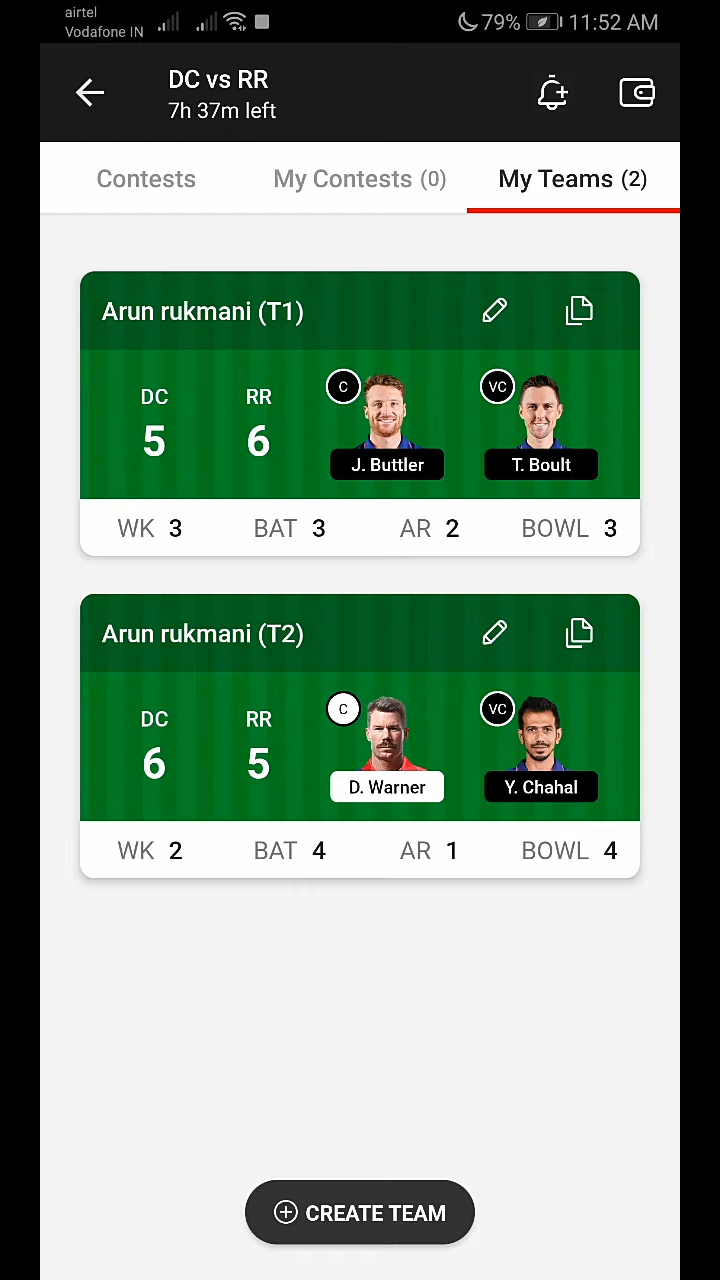 airtel
Vodafone IN
79%
11:52 AM
DC vs RR
7h 37m left
Contests
My Contests (0)
My Teams (2)
Arun rukmani (T1)
DC
5
RR
6
C
J. Buttler
VC
T. Boult
WK 3
BAT 3
AR 2
BOWL 3
Arun rukmani (T2)
DC
6
RR
5
C
D. Warner
VC
Y. Chahal
WK 2
BAT 4
AR 1
BOWL 4
CREATE TEAM